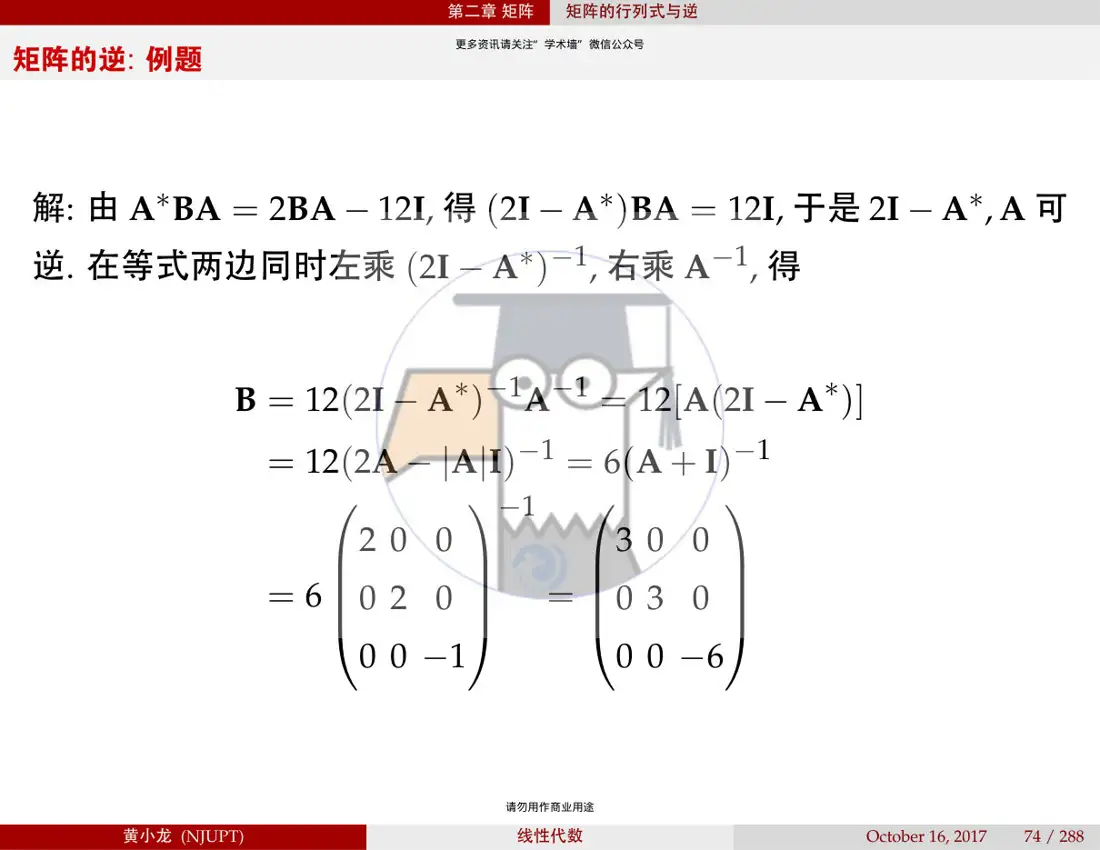 第二章 矩阵 矩阵的行列式与逆
更多资讯请关注“学术墙”微信公众号
矩阵的逆: 例题
解: 由 A*BA = 2BA − 12I, 得 (2I − A*)BA = 12I, 于是 2I − A*, A 可
逆. 在等式两边同时左乘 (2I − A*)⁻¹, 右乘 A⁻¹, 得
B = 12(2I − A*)⁻¹A⁻¹ = 12[A(2I − A*)]
= 12(2A − |A|I)⁻¹ = 6(A + I)⁻¹
= 6 ( 2 0 0 ; 0 2 0 ; 0 0 −1 )⁻¹ = ( 3 0 0 ; 0 3 0 ; 0 0 −6 )
请勿用作商业用途
黄小龙 (NJUPT) 线性代数 October 16, 2017 74 / 288